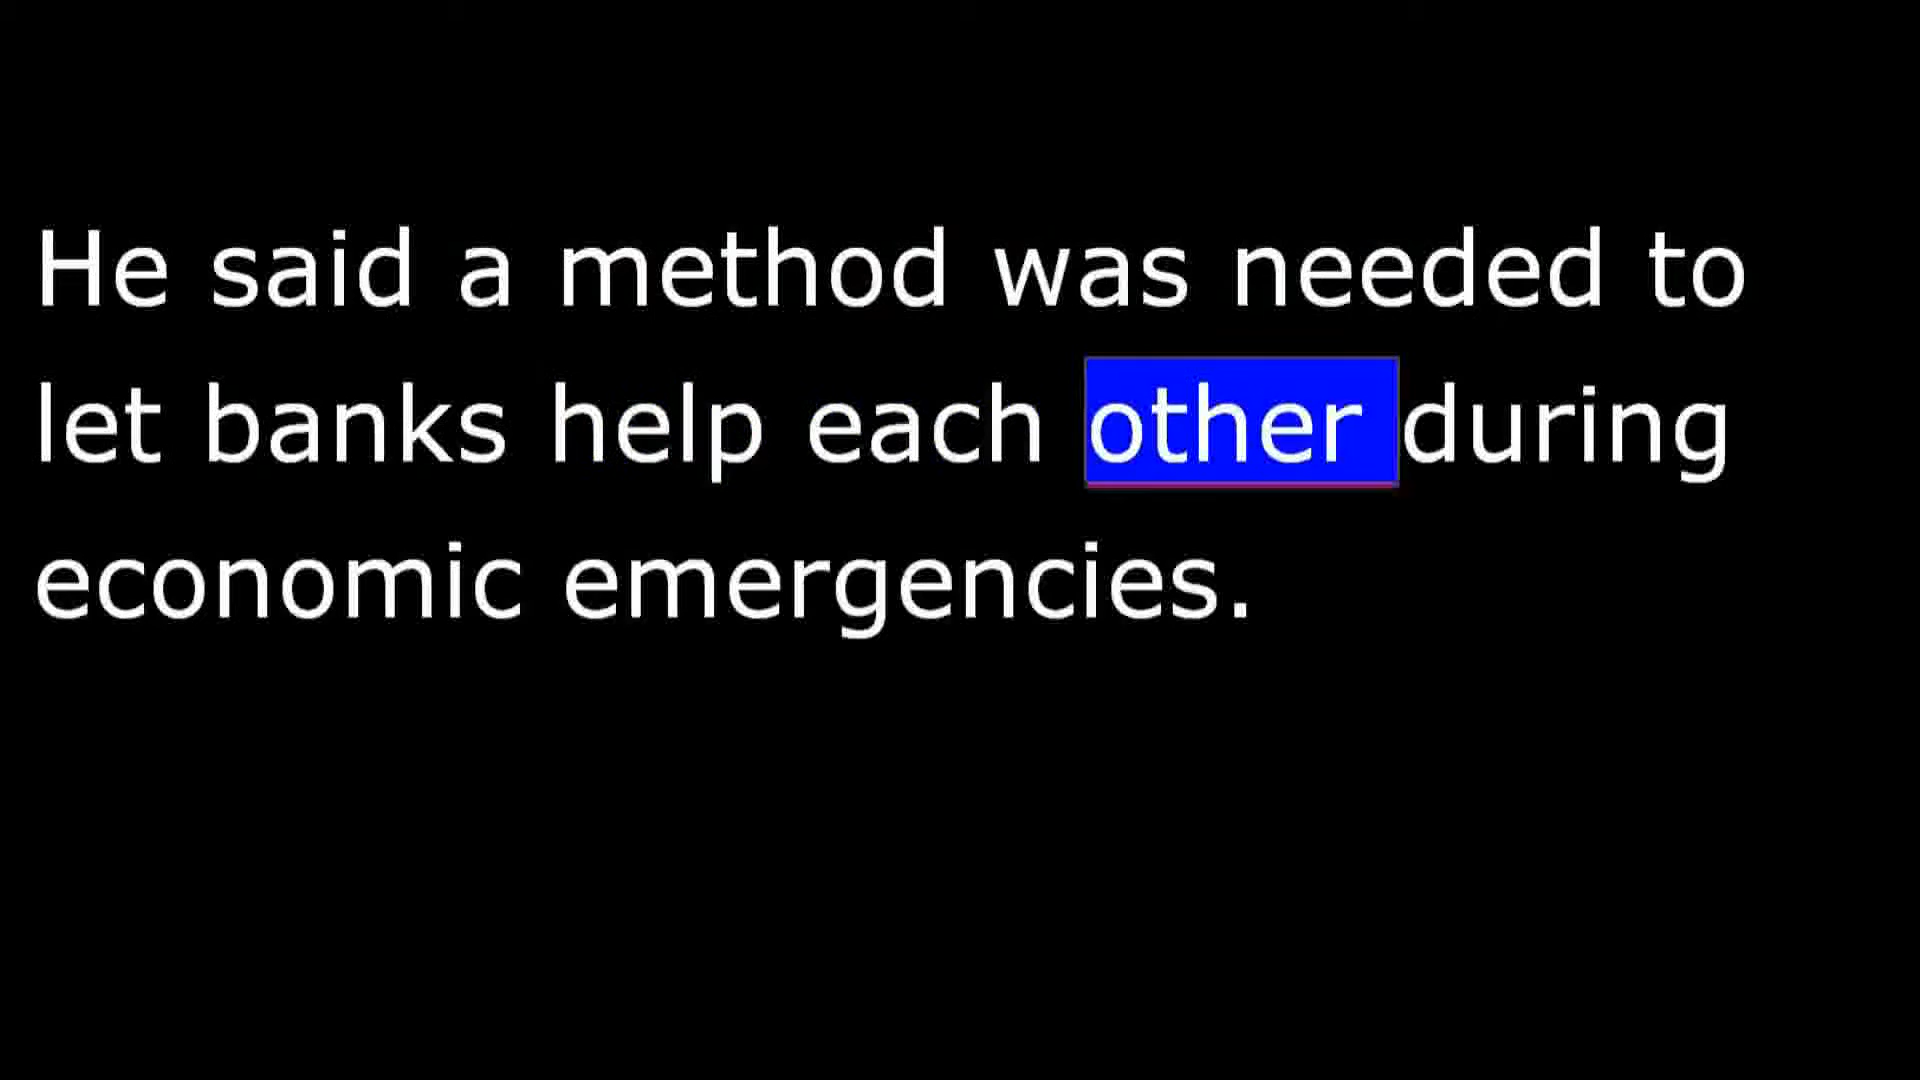 He said a method was needed to
let banks help each other during
economic emergencies.